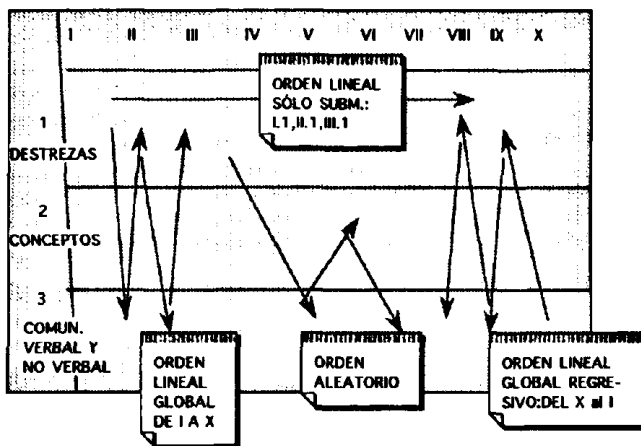 I II III IV V VI VII VIII IX X
ORDEN LINEAL
SÓLO SUBM.:
I.1,II.1,III.1
1
DESTREZAS
2
CONCEPTOS
3
COMUN.
VERBAL Y
NO VERBAL
ORDEN
LINEAL
GLOBAL
DE I A X
ORDEN
ALEATORIO
ORDEN LINEAL
GLOBAL REGRE-
SIVO:DEL X al I